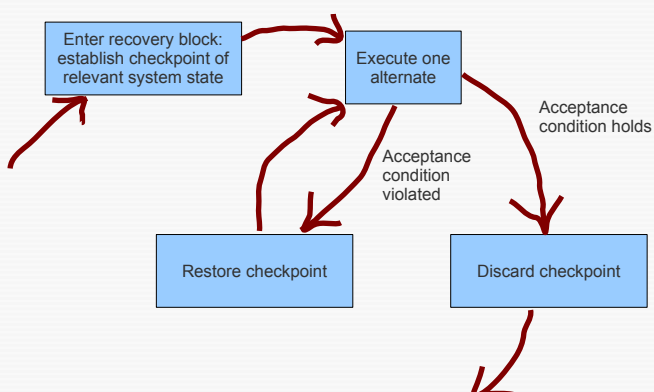 Enter recovery block:
establish checkpoint of
relevant system state
Execute one
alternate
Acceptance
condition holds
Acceptance
condition
violated
Restore checkpoint
Discard checkpoint